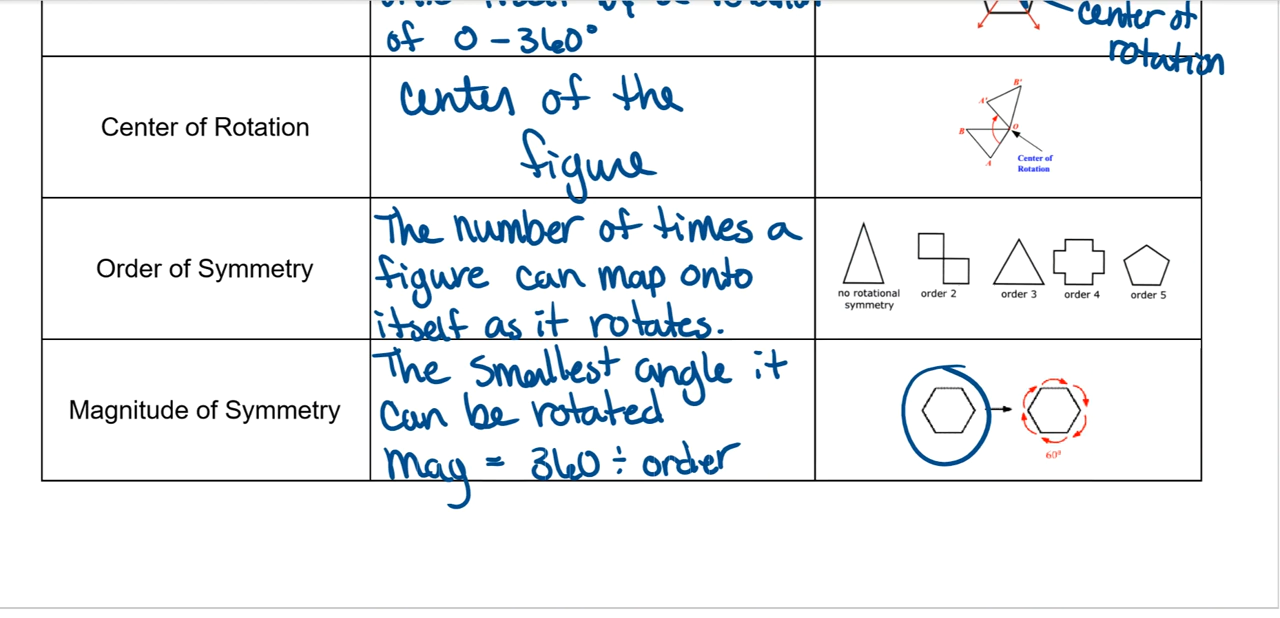 of 0-360°
center of
rotation
Center of Rotation
center of the
figure
B'
A'
B
O
A
Center of
Rotation
Order of Symmetry
The number of times a
figure can map onto
itself as it rotates.
no rotational
symmetry
order 2
order 3
order 4
order 5
Magnitude of Symmetry
The smallest angle it
can be rotated
mag = 360 ÷ order
60°